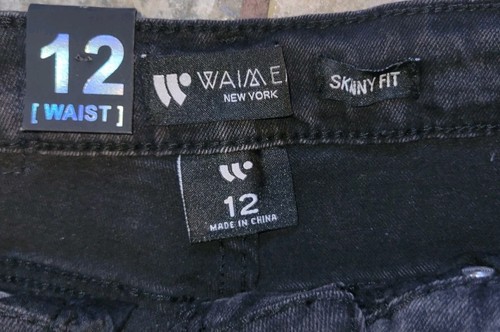 12
[ WAIST ]
WAIMEA
NEW YORK
SKINNY FIT
12
MADE IN CHINA